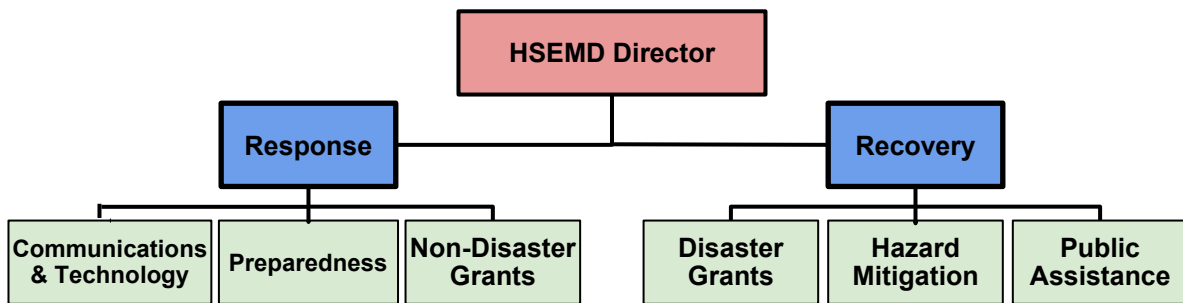 HSEMD Director
Response
Recovery
Communications
& Technology
Preparedness
Non-Disaster
Grants
Disaster
Grants
Hazard
Mitigation
Public
Assistance